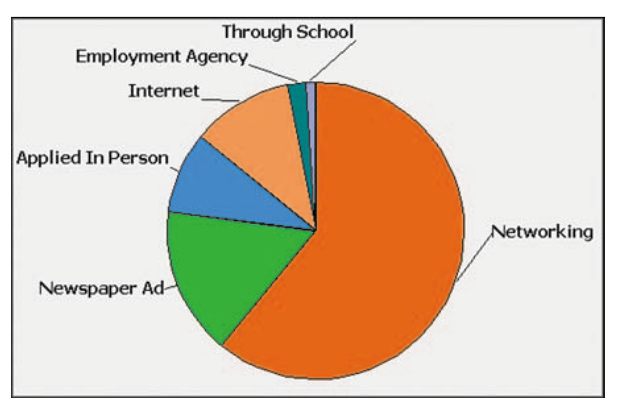 Through School
Employment Agency
Internet
Applied In Person
Networking
Newspaper Ad